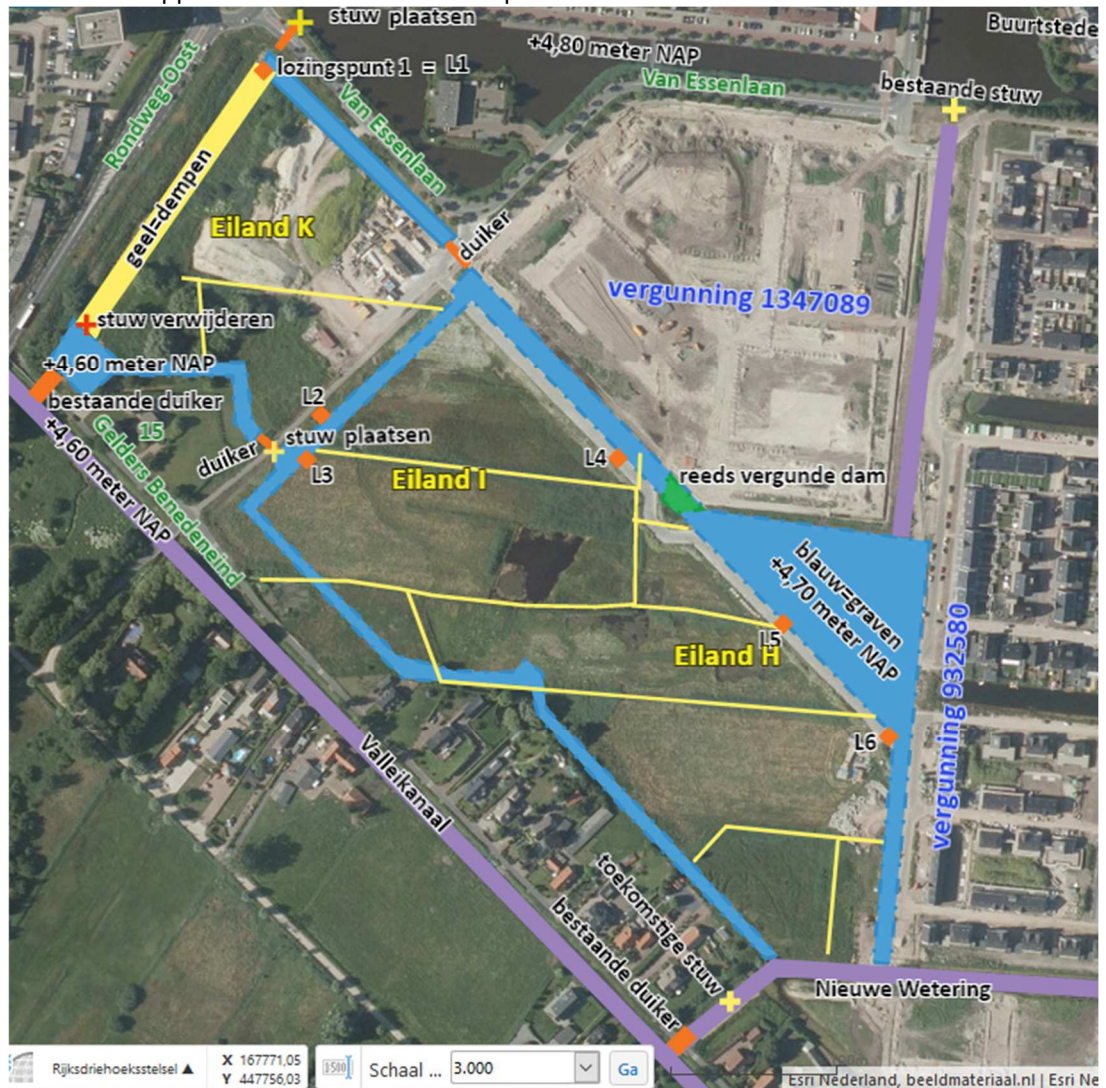 stuw plaatsen
Buurtstede
+4,80 meter NAP
lozingspunt 1 = L1
Rondweg-Oost
Van Essenlaan
Van Essenlaan
bestaande stuw
geel=dempen
Eiland K
duiker
vergunning 1347089
stuw verwijderen
+4,60 meter NAP
bestaande duiker
15
Gelders Benedeneind
+4,60 meter NAP
L2
stuw plaatsen
duiker
L3
L4
Eiland I
reeds vergunde dam
blauw=graven
+4,70 meter NAP
L5
Eiland H
vergunning 932580
L6
Valleikanaal
toekomstige stuw
bestaande duiker
Nieuwe Wetering
Rijksdriehoeksstelsel ▲
X 167771,05
Y 447756,03
1:500
Schaal ...
3.000
Ga
Esri Nederland, beeldmateriaal.nl | Esri Ne